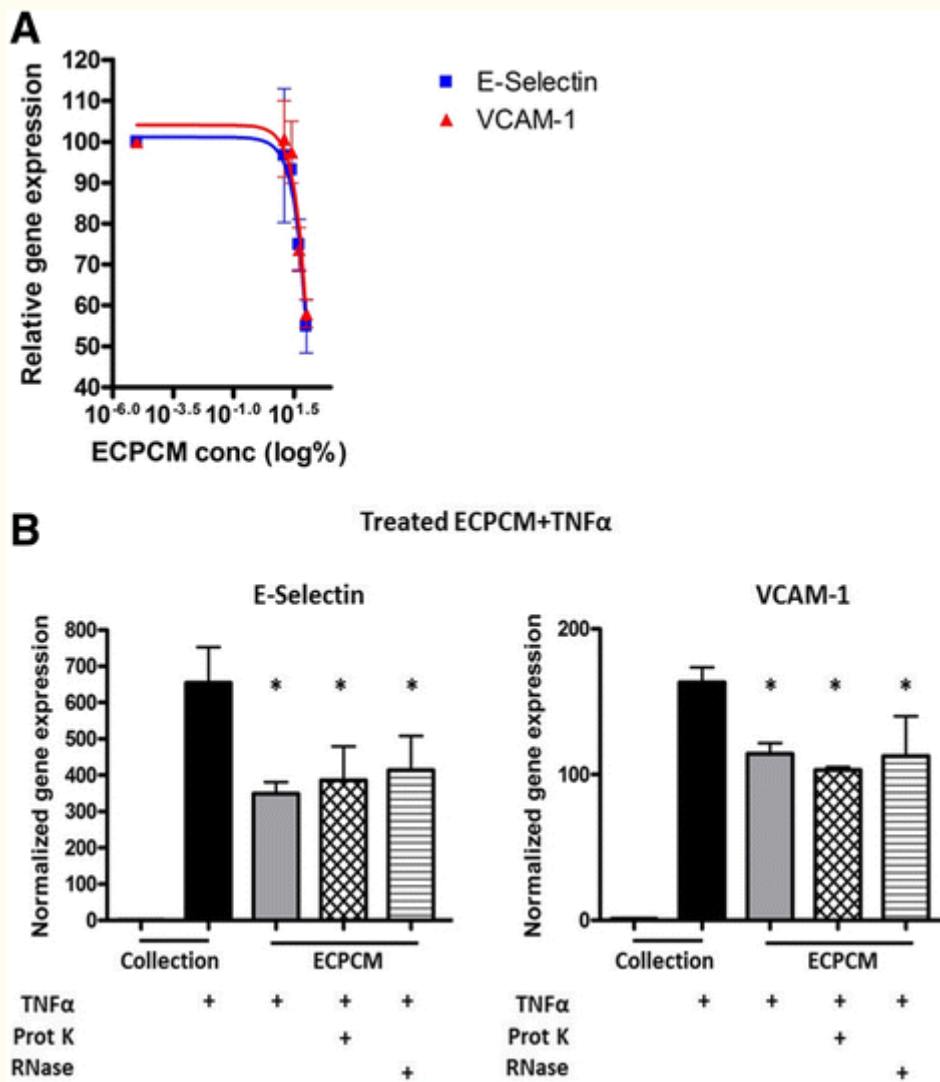 A
120
110
100
90
80
70
60
50
40
Relative gene expression
10^-6.0 10^-3.5 10^-1.0 10^1.5
ECPCM conc (log%)
E-Selectin
VCAM-1
B
Treated ECPCM+TNFα
E-Selectin
Normalized gene expression
800
700
600
500
400
300
200
100
0
* * *
Collection ECPCM
TNFα + + + +
Prot K +
RNase +
VCAM-1
Normalized gene expression
200
100
0
* * *
Collection ECPCM
TNFα + + + +
Prot K +
RNase +